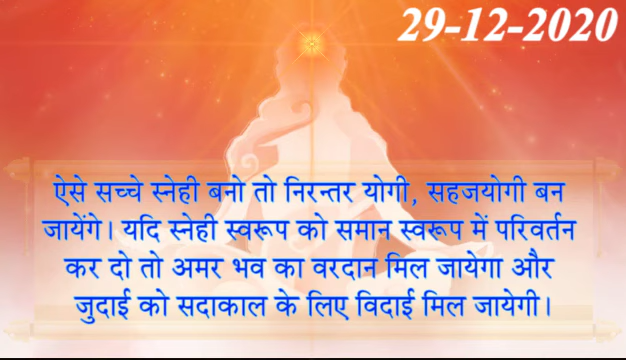 29-12-2020
ऐसे सच्चे स्नेही बनो तो निरन्तर योगी, सहजयोगी बन
जायेंगे। यदि स्नेही स्वरूप को समान स्वरूप में परिवर्तन
कर दो तो अमर भव का वरदान मिल जायेगा और
जुदाई को सदाकाल के लिए विदाई मिल जायेगी।